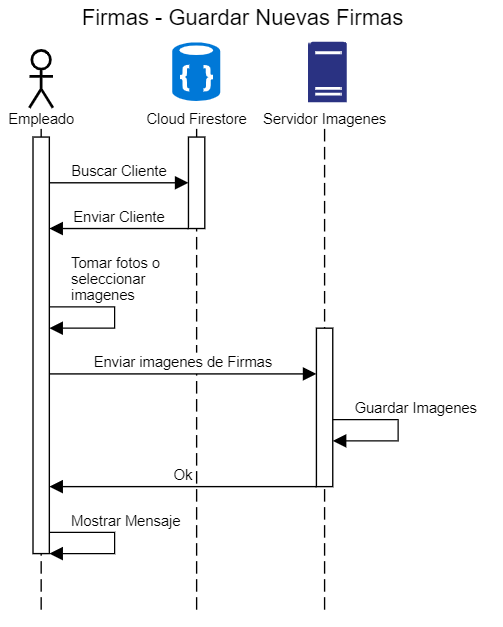 Firmas - Guardar Nuevas Firmas
{ }
Empleado
Cloud Firestore
Servidor Imagenes
Buscar Cliente
Enviar Cliente
Tomar fotos o
seleccionar
imagenes
Enviar imagenes de Firmas
Guardar Imagenes
Ok
Mostrar Mensaje